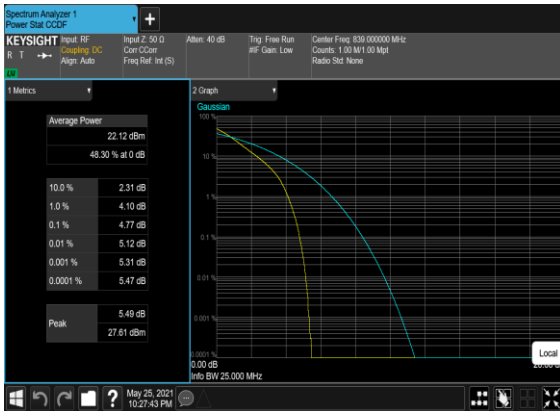 Spectrum Analyzer 1
Power Stat CCDF
KEYSIGHT
R T
LM
Input: RF
Coupling: DC
Align: Auto
Input Z: 50 Ω
Corr CCorr
Freq Ref: Int (S)
Atten: 40 dB
Trig: Free Run
#IF Gain: Low
Center Freq: 839.000000 MHz
Counts: 1.00 M/1.00 Mpt
Radio Std: None
1 Metrics
Average Power
22.12 dBm
48.30 % at 0 dB
10.0 % 2.31 dB
1.0 % 4.10 dB
0.1 % 4.77 dB
0.01 % 5.12 dB
0.001 % 5.31 dB
0.0001 % 5.47 dB
Peak
5.49 dB
27.61 dBm
2 Graph
Gaussian
100 %
10 %
1 %
0.1 %
0.01 %
0.001 %
0.0001 %
0.00 dB
Info BW 25.000 MHz
Local
May 25, 2021
10:27:43 PM